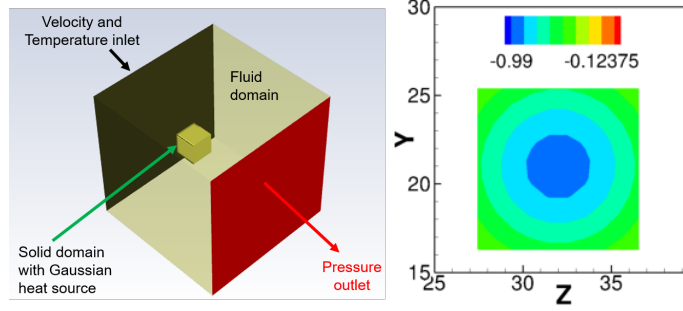 Velocity and
Temperature inlet
Fluid
domain
Solid domain
with Gaussian
heat source
Pressure
outlet
30
25
20
15
Y
-0.99
-0.12375
25
30
35
Z